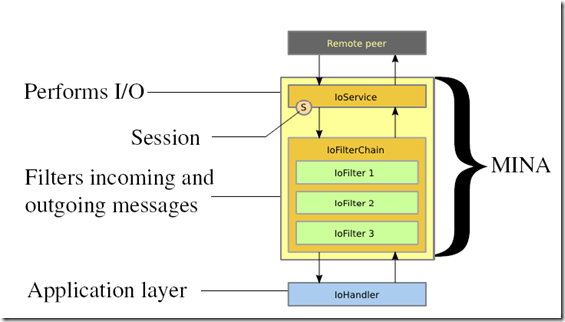 Remote peer
Performs I/O
IoService
S
Session
IoFilterChain
MINA
Filters incoming and
outgoing messages
IoFilter 1
IoFilter 2
IoFilter 3
Application layer
IoHandler